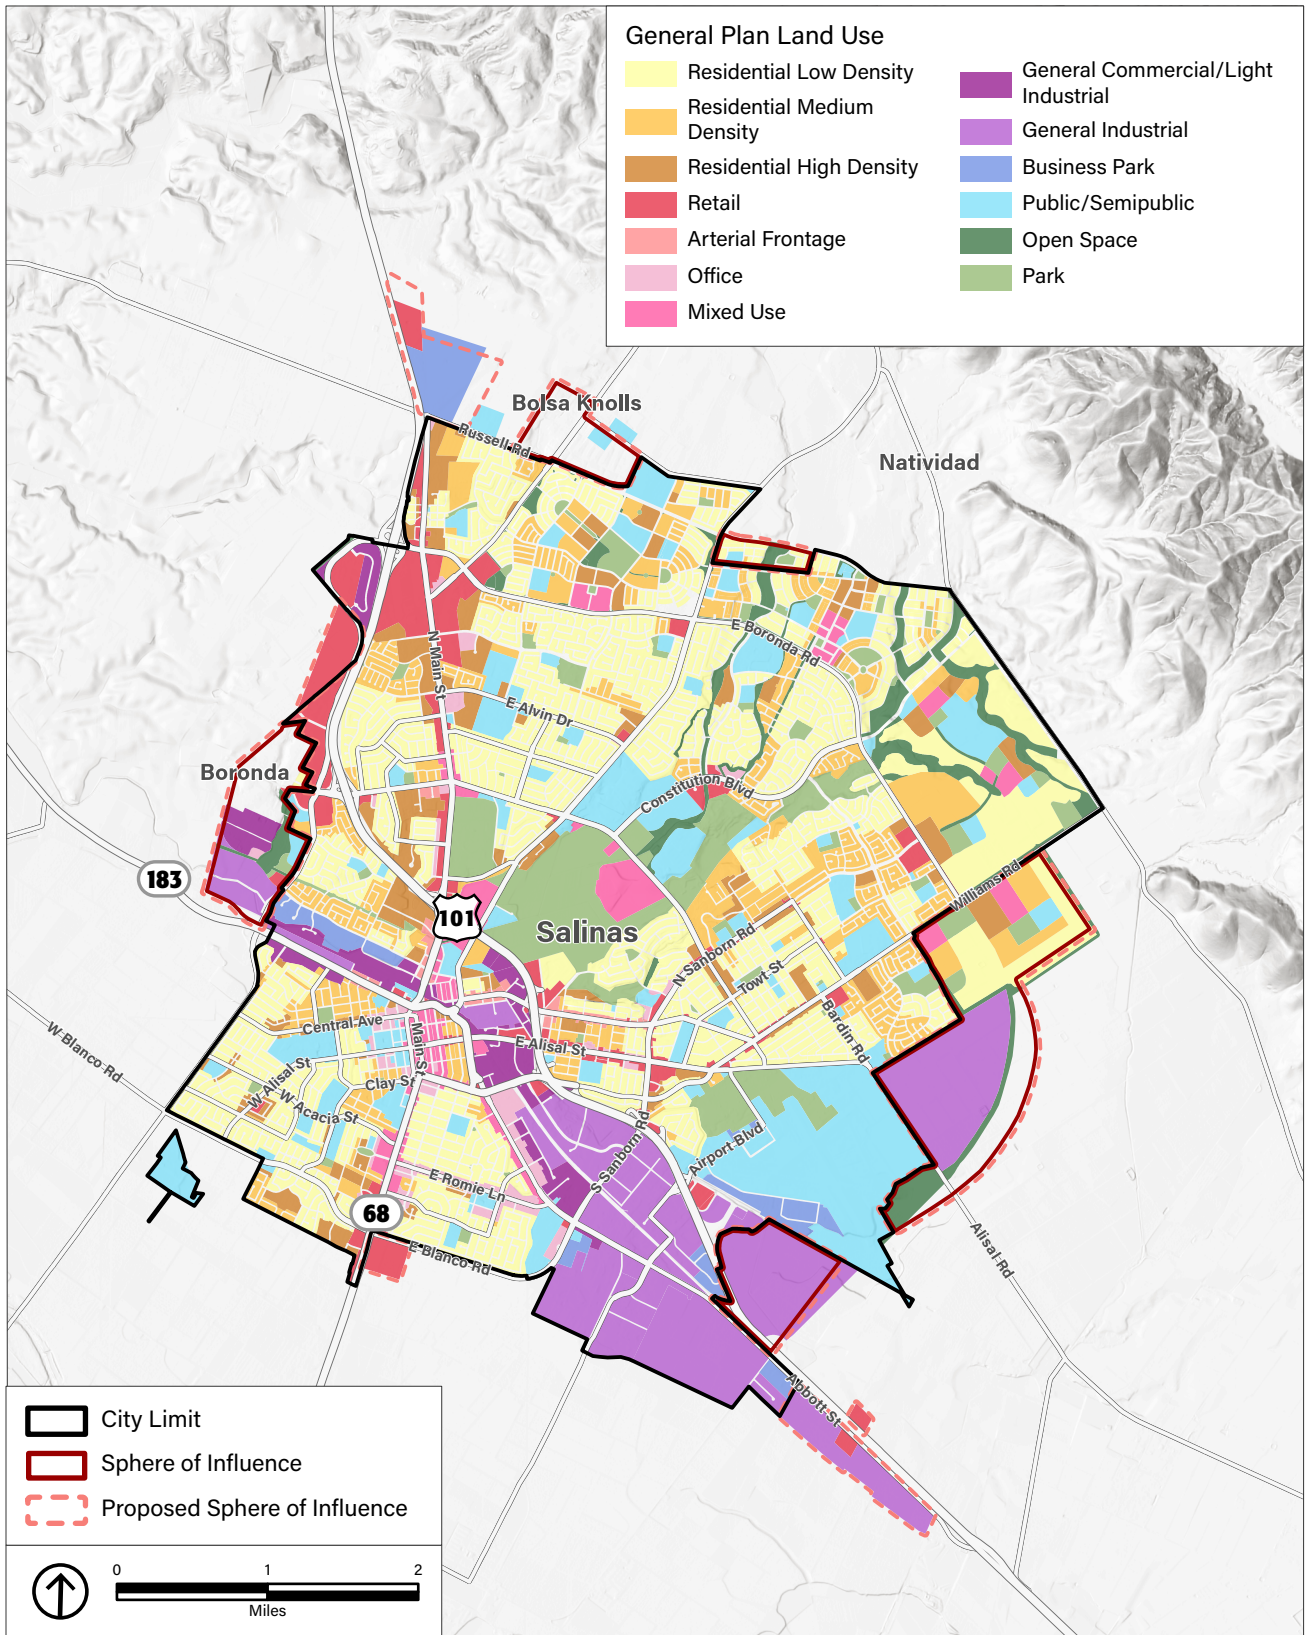 General Plan Land Use
Residential Low Density
Residential Medium
Density
Residential High Density
Retail
Arterial Frontage
Office
Mixed Use
General Commercial/Light
Industrial
General Industrial
Business Park
Public/Semipublic
Open Space
Park
Bolsa Knolls
Russell Rd
Natividad
E Boronda Rd
N Main St
E Alvin Dr
Boronda
Constitution Blvd
183
Williams Rd
101
Salinas
N Sanborn Rd
Towt St
Bardin Rd
Central Ave
Main St
E Alisal St
W Blanco Rd
W Alisal St
Clay St
W Acacia St
Airport Blvd
S Sanborn Rd
E Romie Ln
68
E Blanco Rd
Alisal Rd
Abbott St
City Limit
Sphere of Influence
Proposed Sphere of Influence
0 1 2
Miles